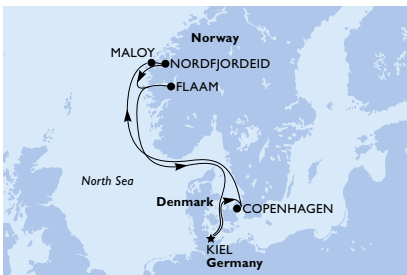 Norway
MALOY
NORDFJORDEID
FLAAM
North Sea
Denmark
COPENHAGEN
KIEL
Germany